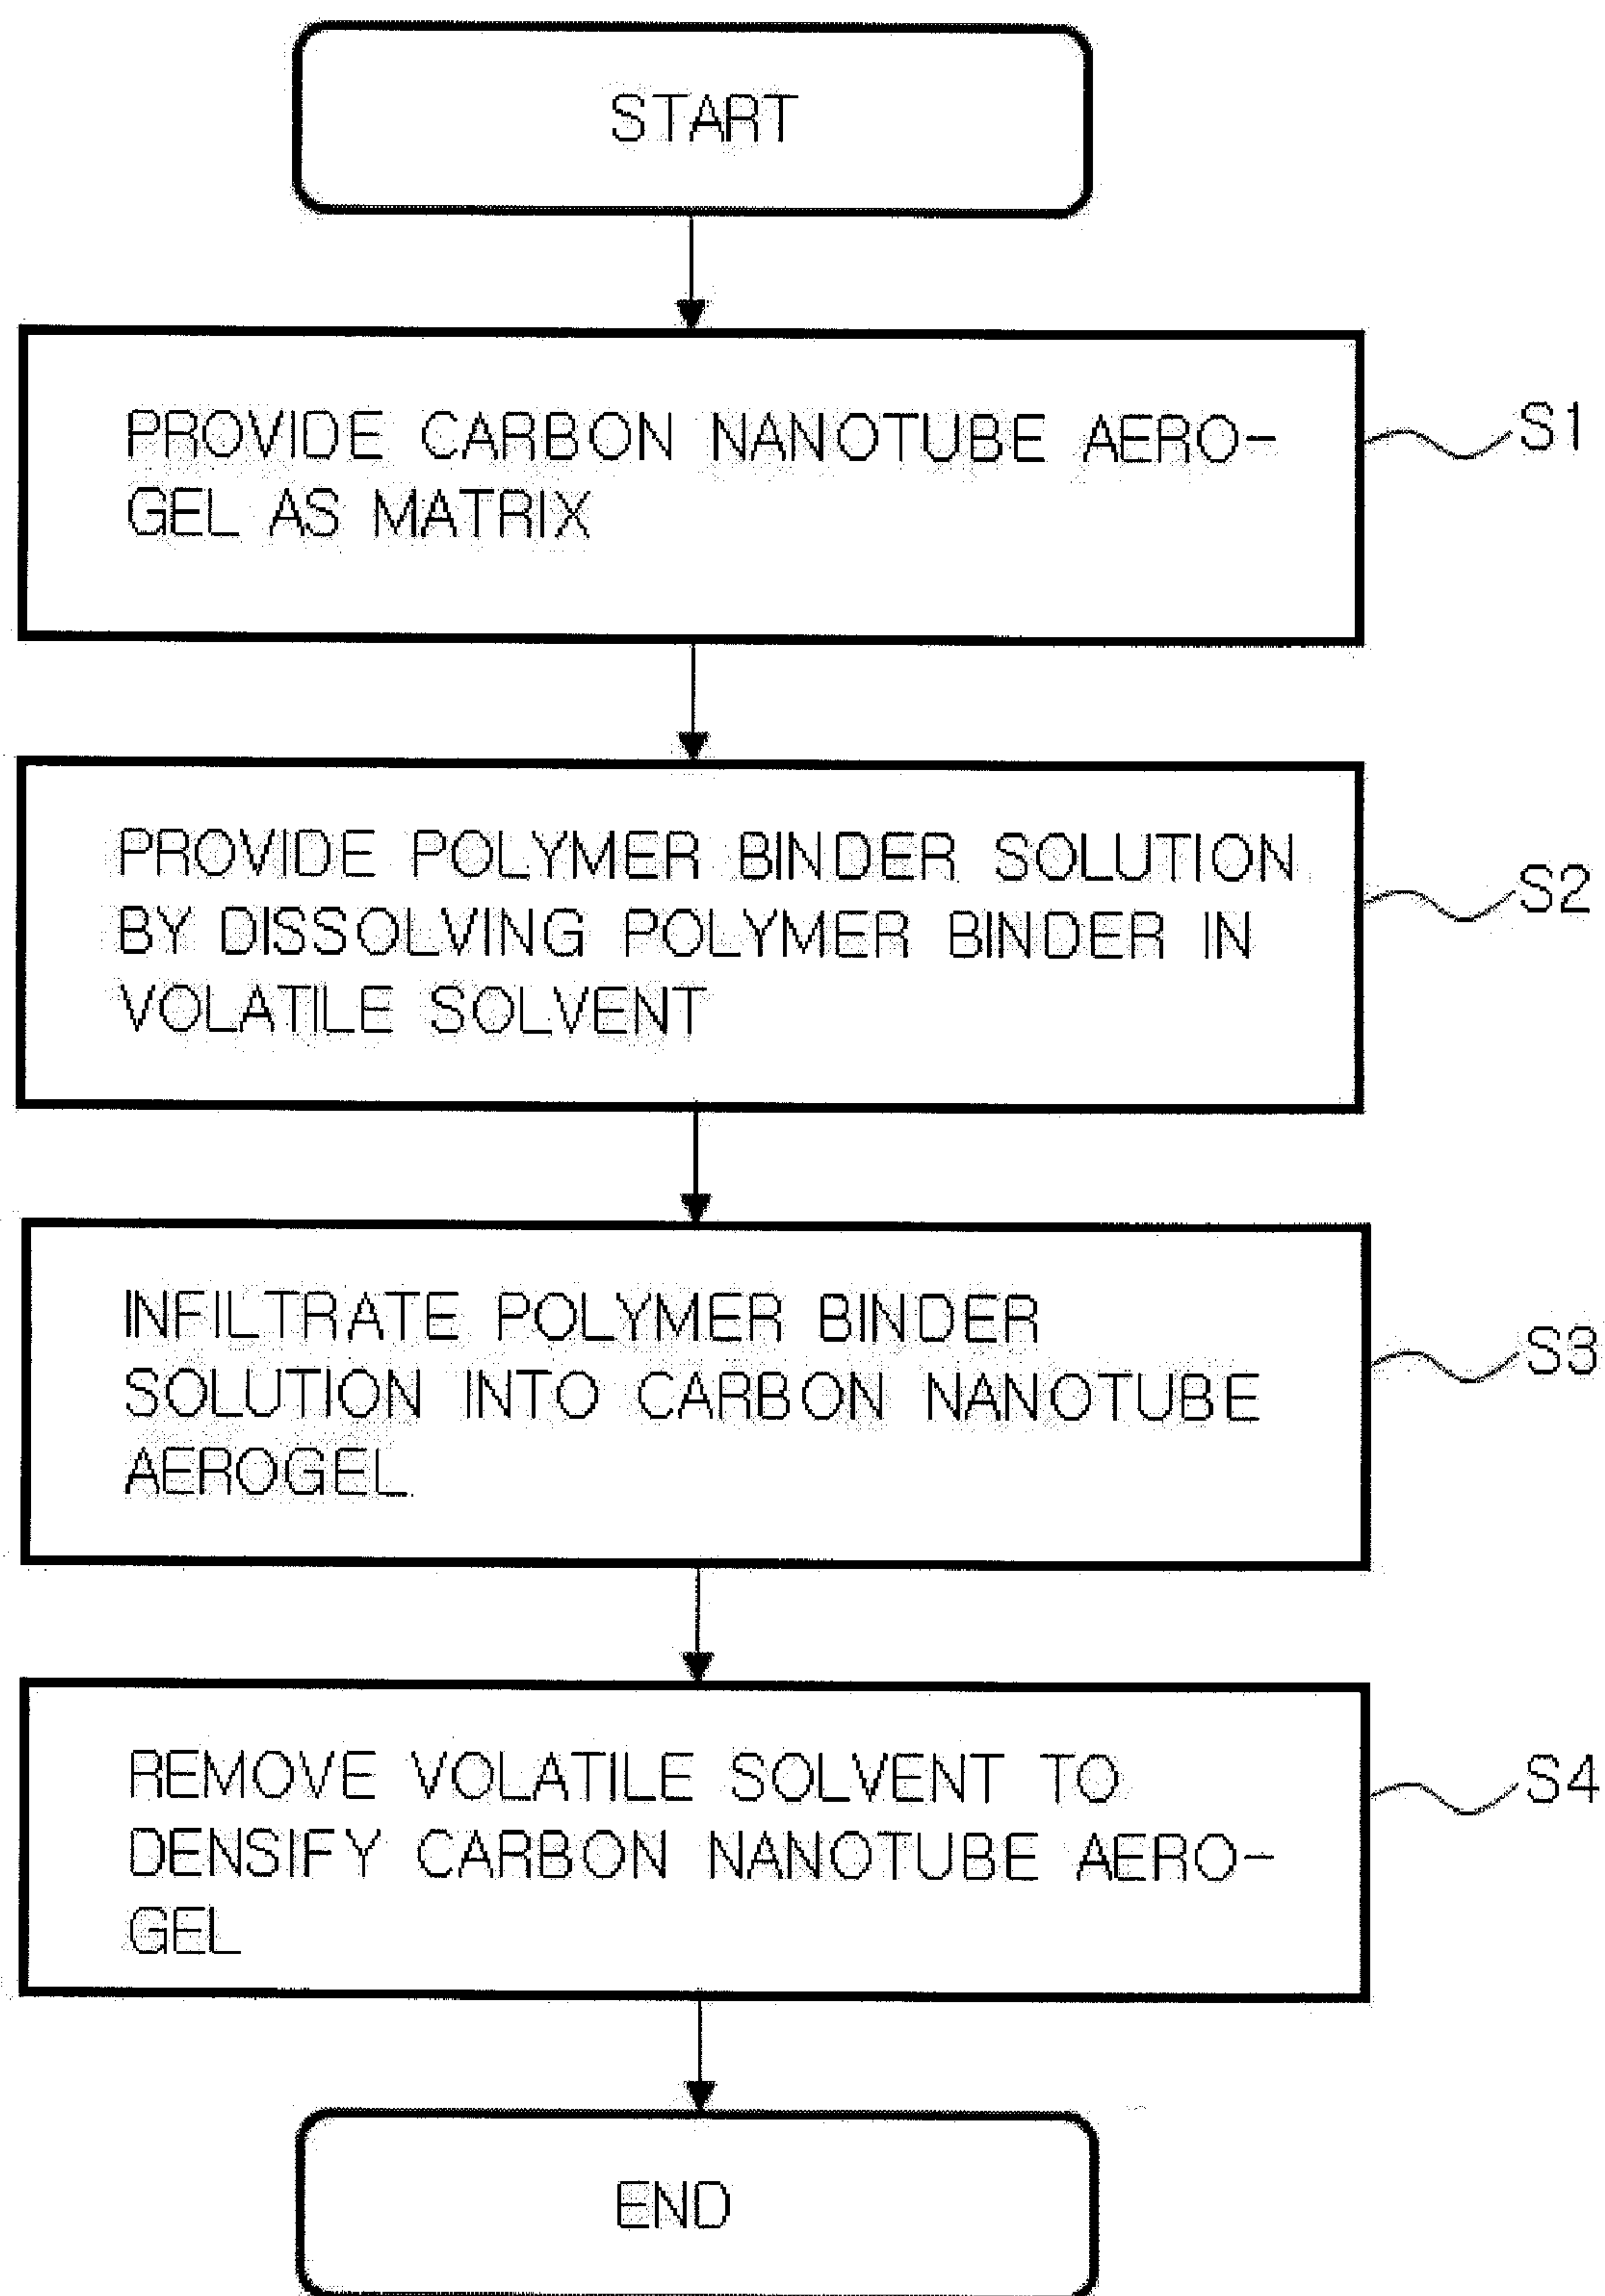 START
PROVIDE CARBON NANOTUBE AERO-
GEL AS MATRIX
S1
PROVIDE POLYMER BINDER SOLUTION
BY DISSOLVING POLYMER BINDER IN
VOLATILE SOLVENT
S2
INFILTRATE POLYMER BINDER
SOLUTION INTO CARBON NANOTUBE
AEROGEL
S3
REMOVE VOLATILE SOLVENT TO
DENSIFY CARBON NANOTUBE AERO-
GEL
S4
END